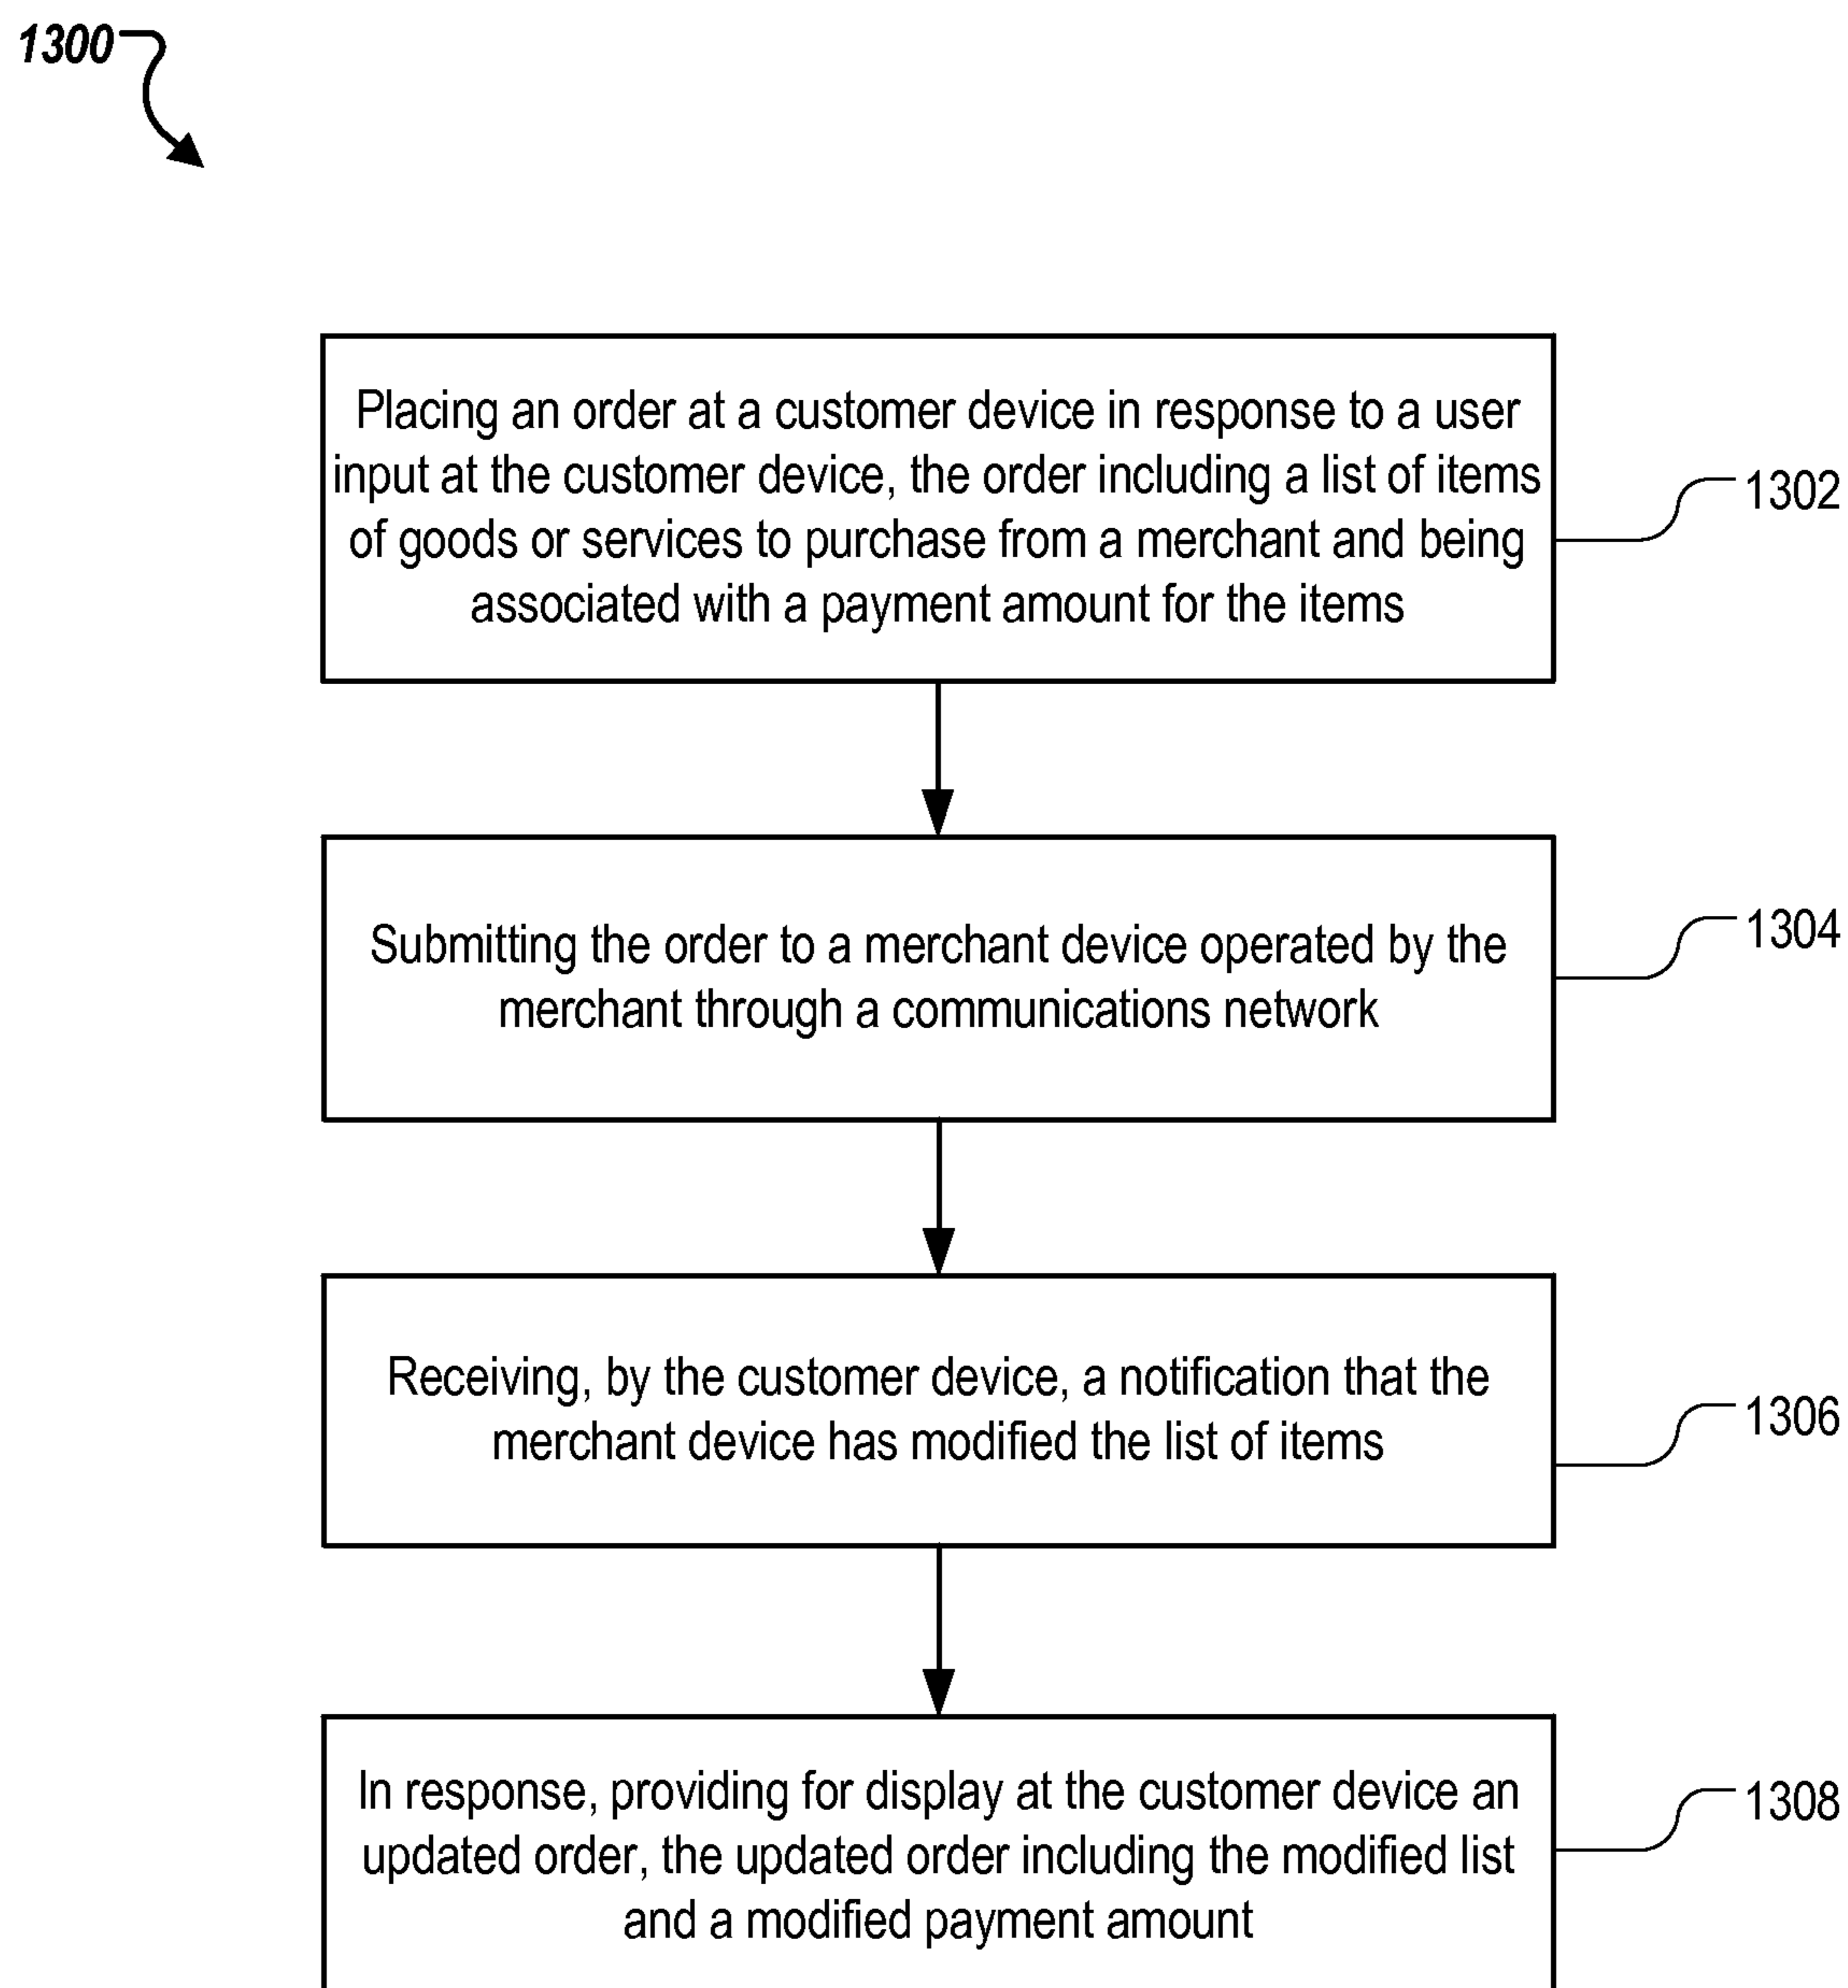 1300
Placing an order at a customer device in response to a user
input at the customer device, the order including a list of items
of goods or services to purchase from a merchant and being
associated with a payment amount for the items
1302
Submitting the order to a merchant device operated by the
merchant through a communications network
1304
Receiving, by the customer device, a notification that the
merchant device has modified the list of items
1306
In response, providing for display at the customer device an
updated order, the updated order including the modified list
and a modified payment amount
1308